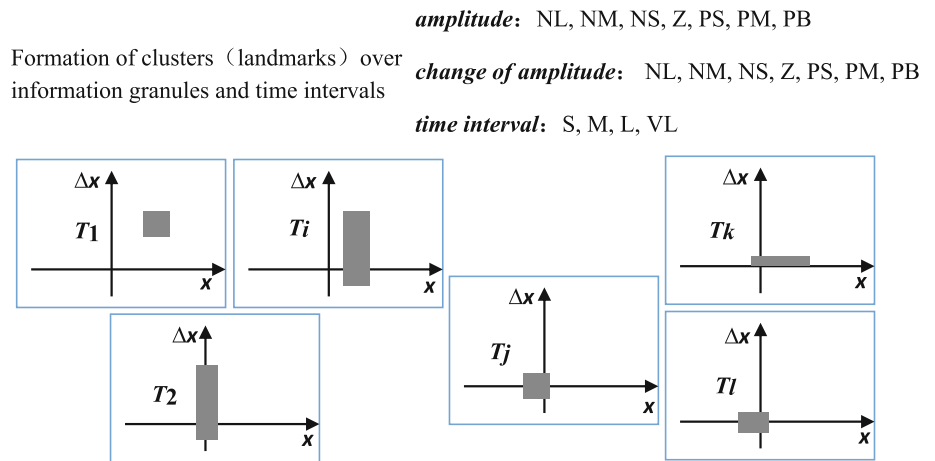 amplitude： NL, NM, NS, Z, PS, PM, PB
Formation of clusters（landmarks）over
information granules and time intervals
change of amplitude： NL, NM, NS, Z, PS, PM, PB
time interval： S, M, L, VL
Δx
T1
x
Δx
Ti
x
Δx
Tk
x
Δx
T2
x
Δx
Tj
x
Δx
Tl
x